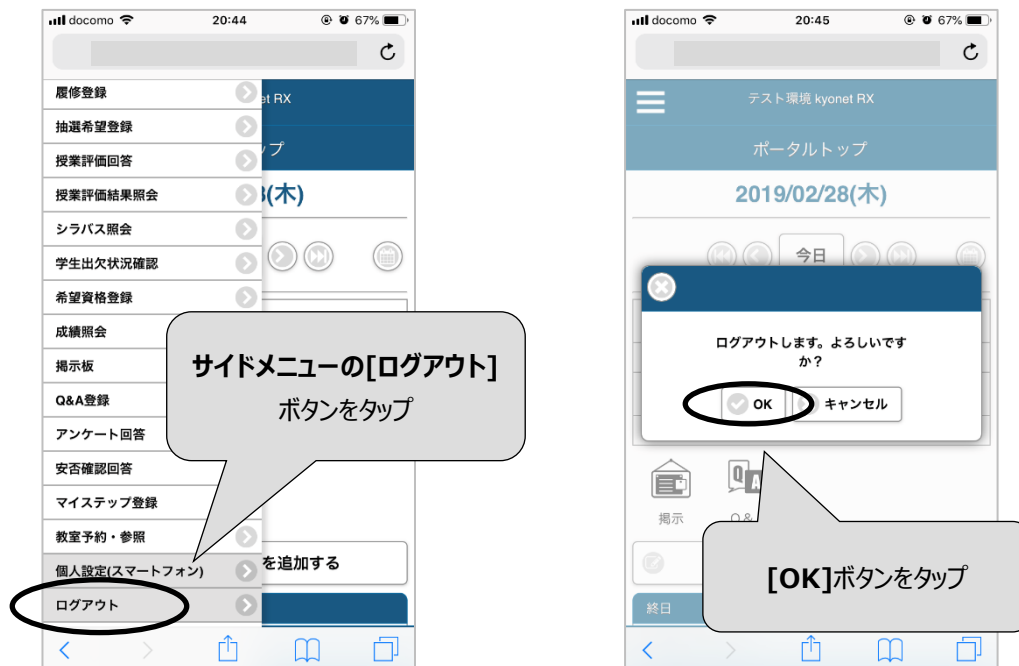 docomo 20:44 67%
履修登録
et RX
抽選希望登録
授業評価回答
ップ
授業評価結果照会
(木)
シラバス照会
学生出欠状況確認
希望資格登録
成績照会
掲示板
Q&A登録
アンケート回答
安否確認回答
マイステップ登録
教室予約・参照
個人設定(スマートフォン)
を追加する
ログアウト
サイドメニューの[ログアウト]
ボタンをタップ
docomo 20:45 67%
テスト環境 kyonet RX
ポータルトップ
2019/02/28(木)
今日
ログアウトします。よろしいです
か？
OK キャンセル
Q A
掲示 Q &
終日
[OK]ボタンをタップ